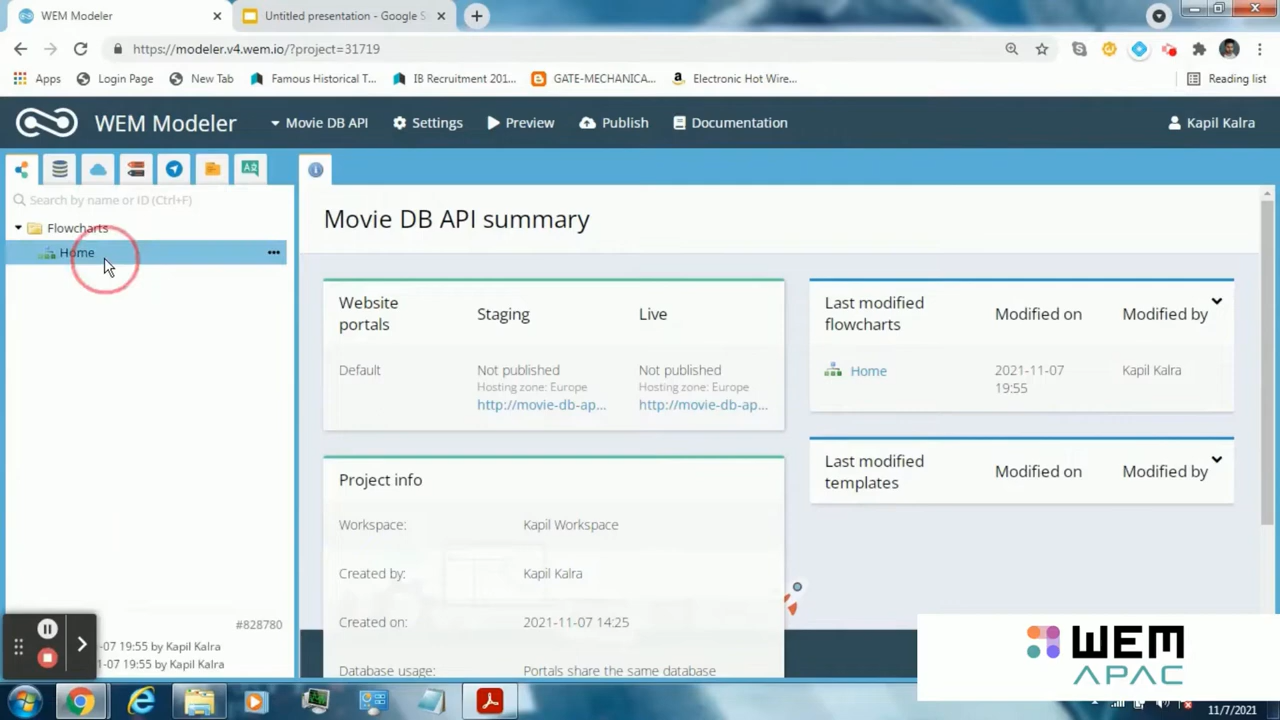 WEM Modeler
Untitled presentation - Google S
https://modeler.v4.wem.io/?project=31719
Apps
Login Page
New Tab
Famous Historical T...
IB Recruitment 201...
GATE-MECHANICA...
Electronic Hot Wire...
Reading list
WEM Modeler
Movie DB API
Settings
Preview
Publish
Documentation
Kapil Kalra
Search by name or ID (Ctrl+F)
Flowcharts
Home
Movie DB API summary
Website portals
Staging
Live
Default
Not published
Hosting zone: Europe
http://movie-db-ap...
Not published
Hosting zone: Europe
http://movie-db-ap...
Last modified flowcharts
Modified on
Modified by
Home
2021-11-07 19:55
Kapil Kalra
Last modified templates
Modified on
Modified by
Project info
Workspace:
Kapil Workspace
Created by:
Kapil Kalra
Created on:
2021-11-07 14:25
Database usage:
Portals share the same database
#828780
-07 19:55 by Kapil Kalra
-07 19:55 by Kapil Kalra
WEM
APAC
11/7/2021